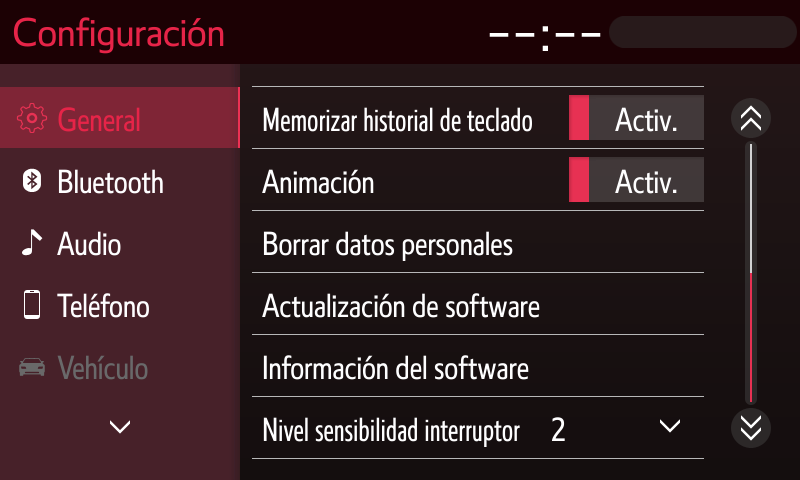 Configuración
--:--
General
Bluetooth
Audio
Teléfono
Vehículo
Memorizar historial de teclado Activ.
Animación Activ.
Borrar datos personales
Actualización de software
Información del software
Nivel sensibilidad interruptor 2